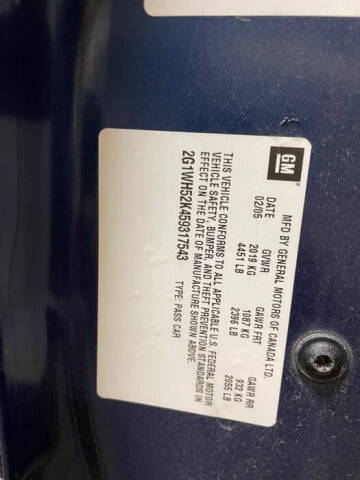 GM
MFD BY GENERAL MOTORS OF CANADA LTD.
DATE GVWR GAWR FRT GAWR RR
02/05 2019 KG 1087 KG 932 KG
4451 LB 2396 LB 2055 LB
THIS VEHICLE CONFORMS TO ALL APPLICABLE U.S. FEDERAL MOTOR
VEHICLE SAFETY, BUMPER, AND THEFT PREVENTION STANDARDS IN
EFFECT ON THE DATE OF MANUFACTURE SHOWN ABOVE.
2G1WH52K459317543 TYPE: PASS CAR